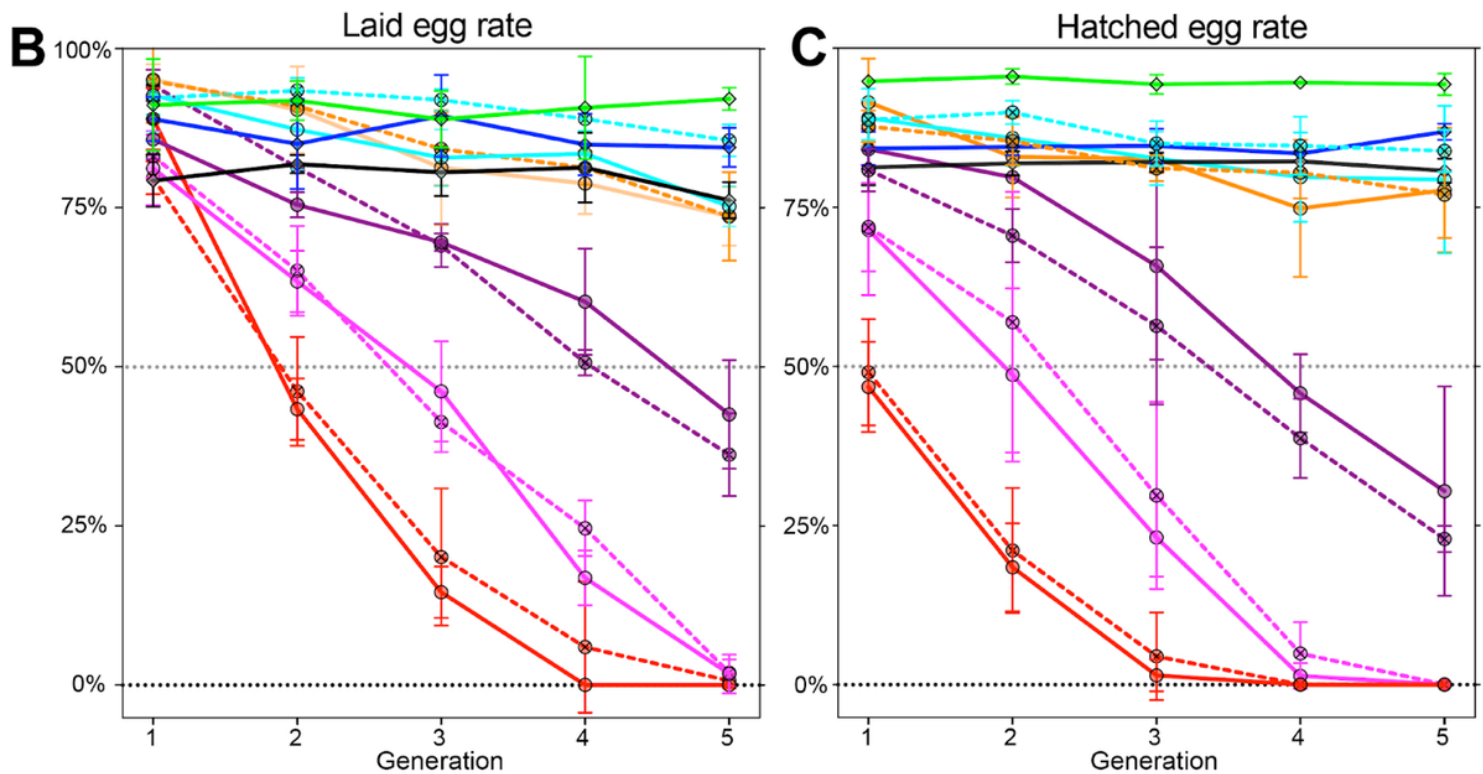 B
Laid egg rate
100%
75%
50%
25%
0%
1 2 3 4 5
Generation
C
Hatched egg rate
75%
50%
25%
0%
1 2 3 4 5
Generation